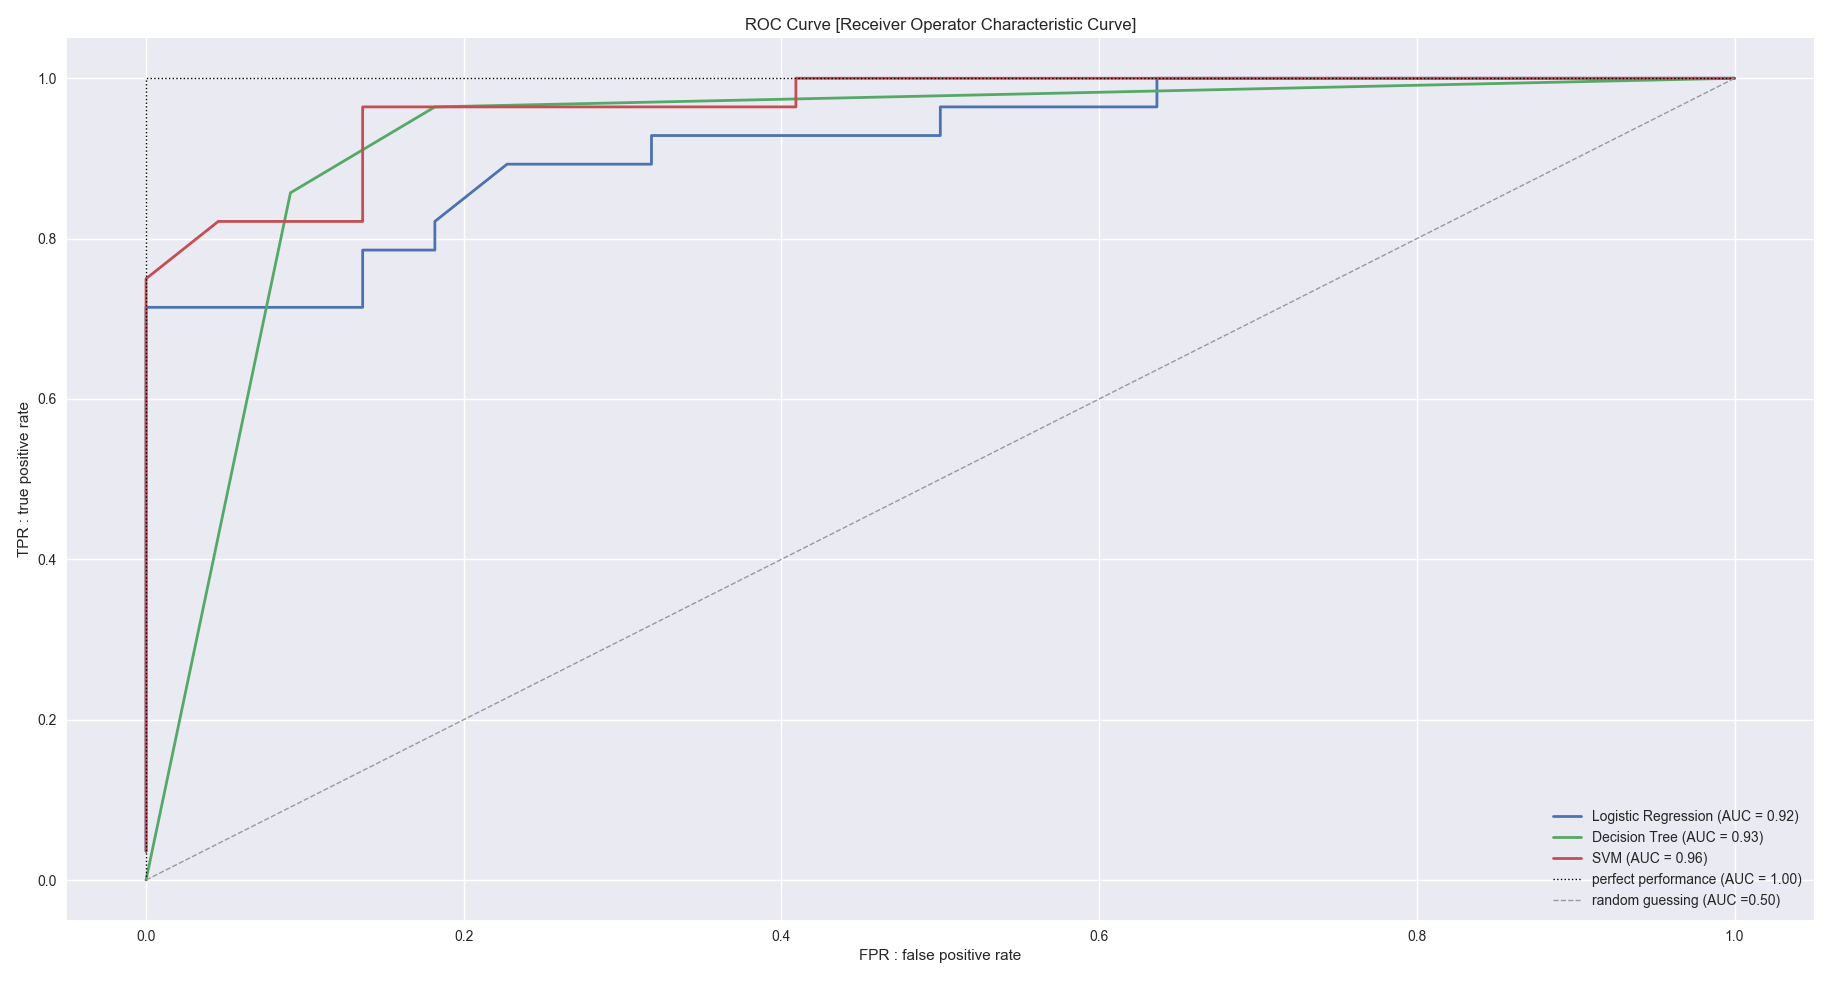 ROC Curve [Receiver Operator Characteristic Curve]
1.0
0.8
0.6
0.4
0.2
0.0
TPR : true positive rate
Logistic Regression (AUC = 0.92)
Decision Tree (AUC = 0.93)
SVM (AUC = 0.96)
perfect performance (AUC = 1.00)
random guessing (AUC =0.50)
0.0 0.2 0.4 0.6 0.8 1.0
FPR : false positive rate